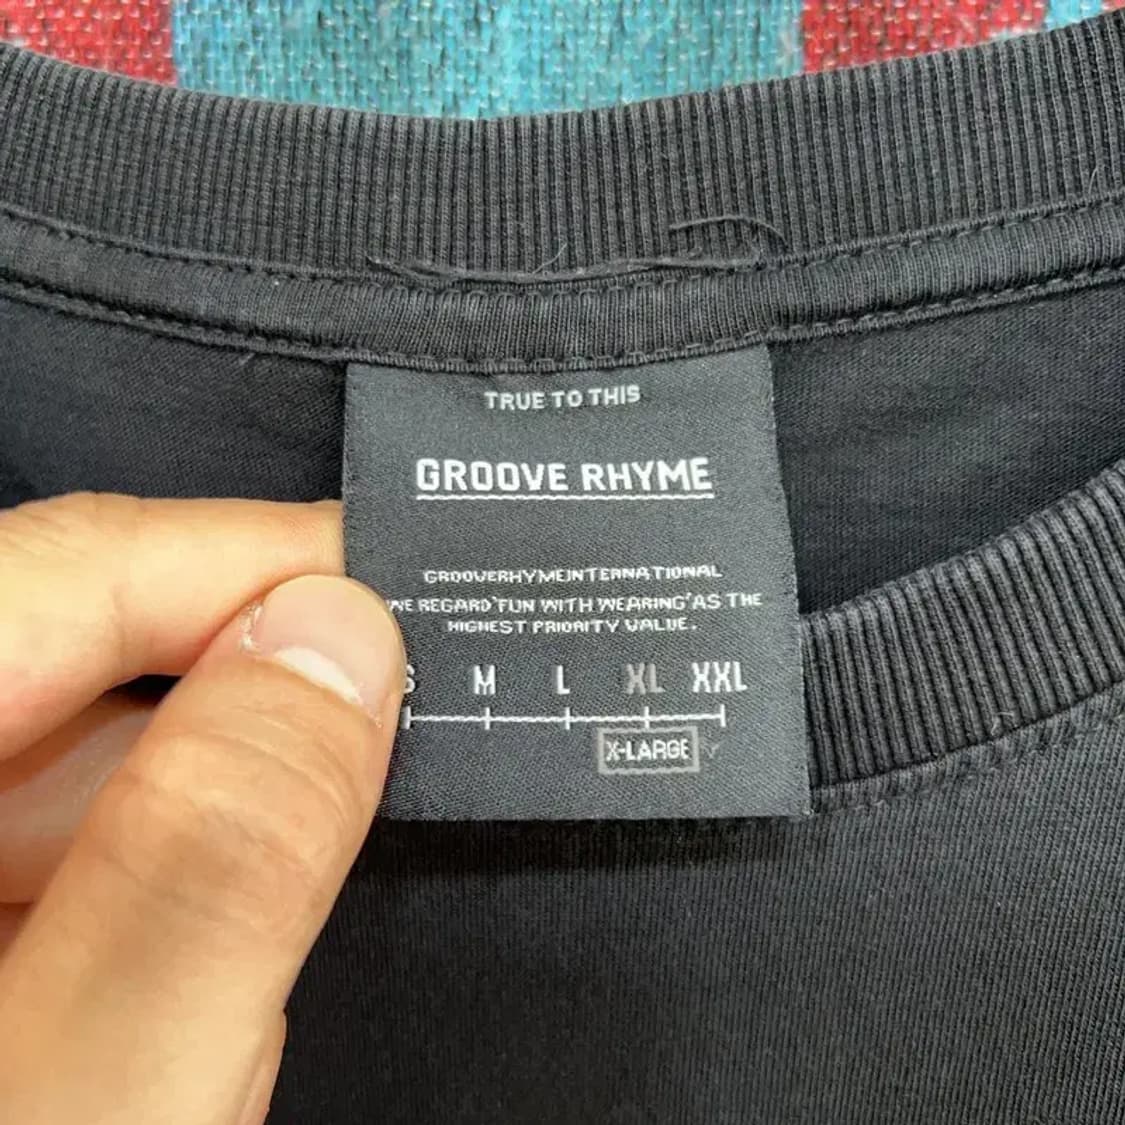 TRUE TO THIS
GROOVE RHYME
GROOVERHYMEINTERNATIONAL
WE REGARD'FUN WITH WEARING'AS THE
HIGHEST PRIORITY VALUE.
S M L XL XXL
X-LARGE